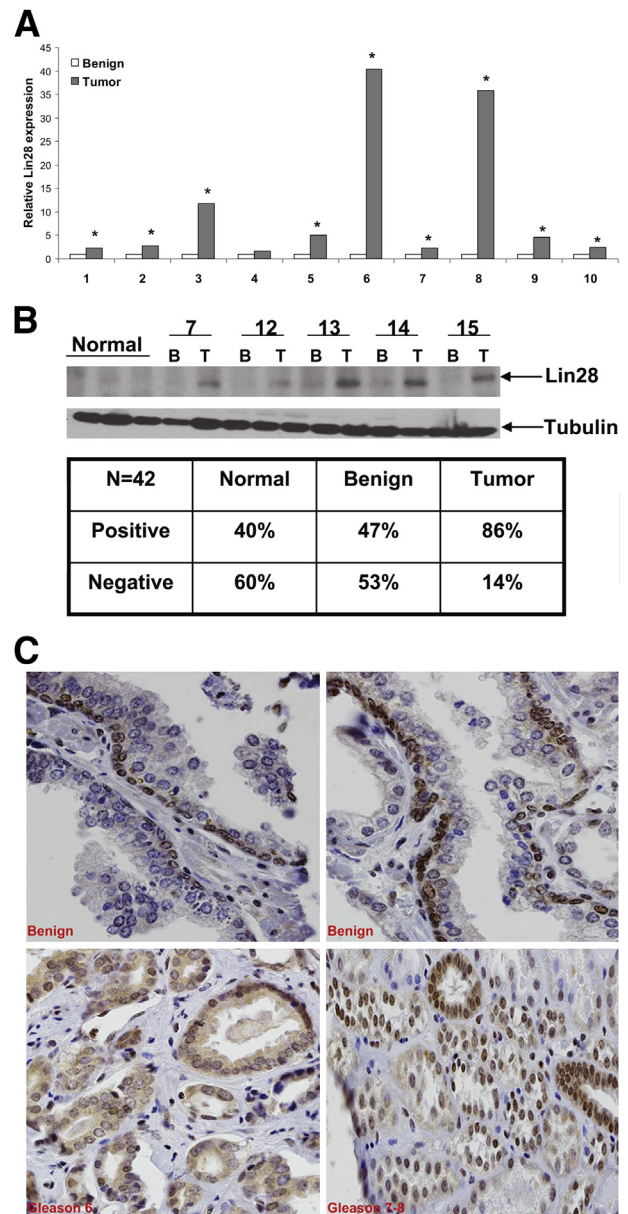 A
45
40
35
30
25
20
15
10
5
0
Relative Lin28 expression
Benign
Tumor
* * * * * * * * *
1 2 3 4 5 6 7 8 9 10
B
Normal 7 12 13 14 15
B T B T B T B T B T
Lin28
Tubulin
N=42 Normal Benign Tumor
Positive 40% 47% 86%
Negative 60% 53% 14%
C
Benign Benign
Gleason 6 Gleason 7-8